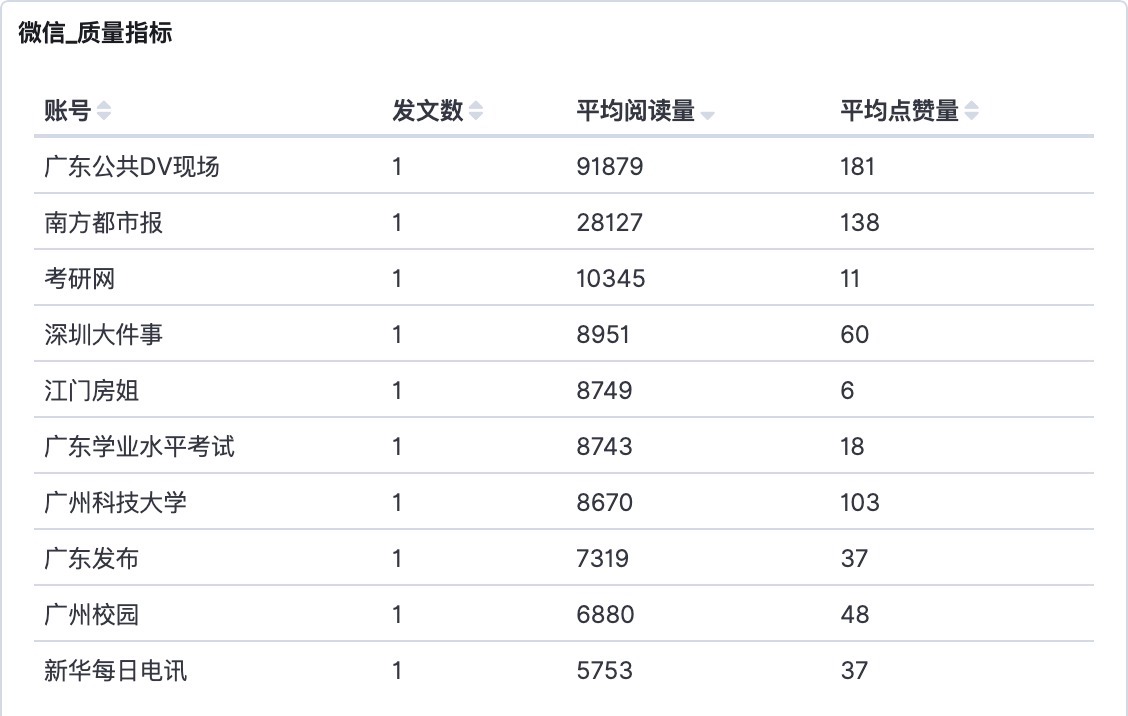 微信_质量指标
账号 发文数 平均阅读量 平均点赞量
广东公共DV现场 1 91879 181
南方都市报 1 28127 138
考研网 1 10345 11
深圳大件事 1 8951 60
江门房姐 1 8749 6
广东学业水平考试 1 8743 18
广州科技大学 1 8670 103
广东发布 1 7319 37
广州校园 1 6880 48
新华每日电讯 1 5753 37